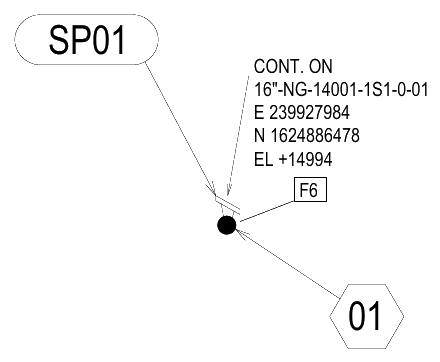 SP01
CONT. ON
16"-NG-14001-1S1-0-01
E 239927984
N 1624886478
EL +14994
F6
01